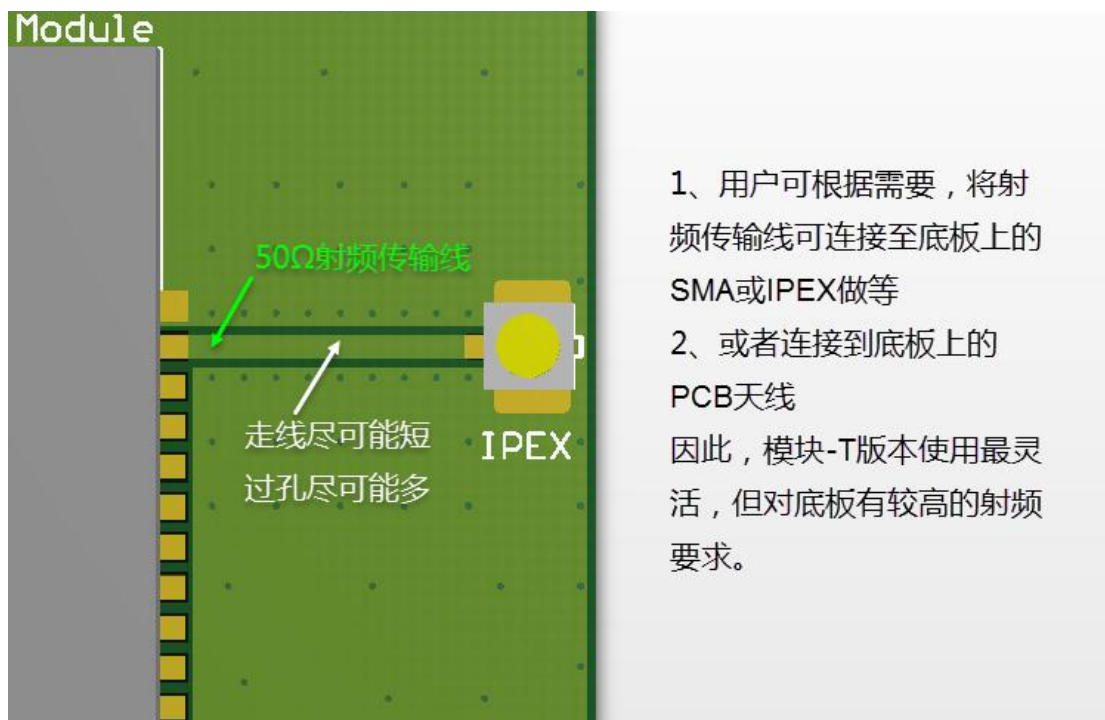 Module
50Ω射频传输线
走线尽可能短
过孔尽可能多
IPEX
1、用户可根据需要，将射
频传输线可连接至底板上的
SMA或IPEX做等
2、或者连接到底板上的
PCB天线
因此，模块-T版本使用最灵
活，但对底板有较高的射频
要求。